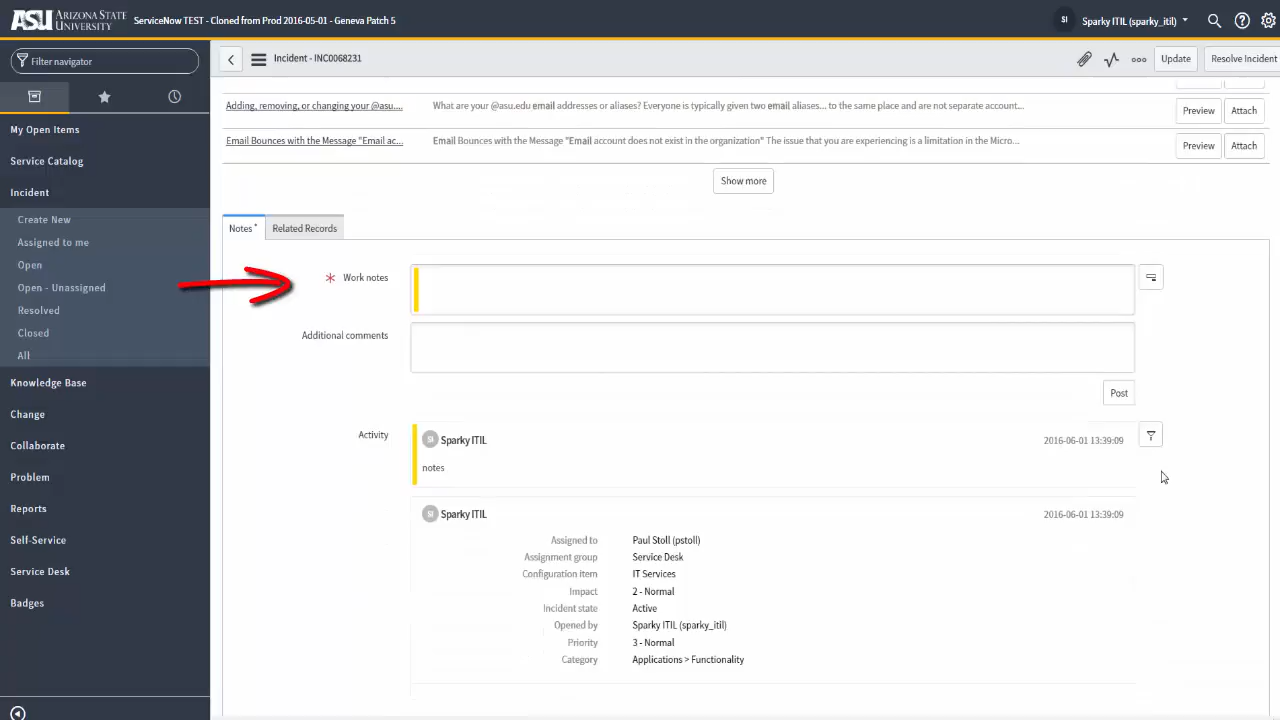 ASU ARIZONA STATE UNIVERSITY ServiceNow TEST - Cloned from Prod 2016-05-01 - Geneva Patch 5 SI Sparky ITIL (sparky_itil)
Filter navigator
Incident - INC0068231 Update Resolve Incident
Adding, removing, or changing your @asu.... What are your @asu.edu email addresses or aliases? Everyone is typically given two email aliases... to the same place and are not separate account... Preview Attach
Email Bounces with the Message "Email ac... Email Bounces with the Message "Email account does not exist in the organization" The issue that you are experiencing is a limitation in the Micro... Preview Attach
Show more
My Open Items
Service Catalog
Incident
Create New
Assigned to me
Open
Open - Unassigned
Resolved
Closed
All
Knowledge Base
Change
Collaborate
Problem
Reports
Self-Service
Service Desk
Badges
Notes* Related Records
* Work notes
Additional comments
Post
Activity
SI Sparky ITIL 2016-06-01 13:39:09
notes
SI Sparky ITIL 2016-06-01 13:39:09
Assigned to Paul Stoll (pstoll)
Assignment group Service Desk
Configuration item IT Services
Impact 2 - Normal
Incident state Active
Opened by Sparky ITIL (sparky_itil)
Priority 3 - Normal
Category Applications > Functionality